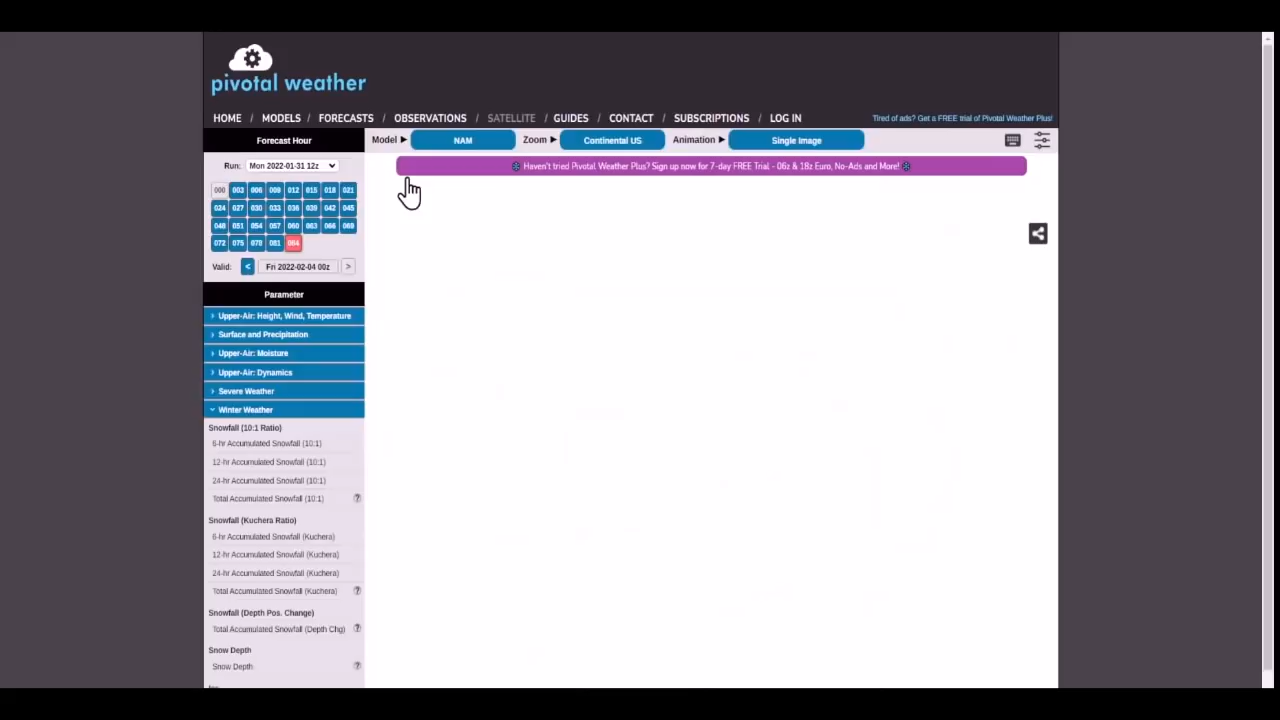 pivotal weather
HOME / MODELS / FORECASTS / OBSERVATIONS / SATELLITE / GUIDES / CONTACT / SUBSCRIPTIONS / LOG IN
Tired of ads? Get a FREE trial of Pivotal Weather Plus!
Forecast Hour
Model NAM Zoom Continental US Animation Single Image
Run: Mon 2022-01-31 12z
Haven't tried Pivotal Weather Plus? Sign up now for 7-day FREE Trial - 06z & 18z Euro, No-Ads and More!
000 003 006 009 012 015 018 021
024 027 030 033 036 039 042 045
048 051 054 057 060 063 066 069
072 075 078 081 084
Valid: < Fri 2022-02-04 00z >
Parameter
Upper-Air: Height, Wind, Temperature
Surface and Precipitation
Upper-Air: Moisture
Upper-Air: Dynamics
Severe Weather
Winter Weather
Snowfall (10:1 Ratio)
6-hr Accumulated Snowfall (10:1)
12-hr Accumulated Snowfall (10:1)
24-hr Accumulated Snowfall (10:1)
Total Accumulated Snowfall (10:1) ?
Snowfall (Kuchera Ratio)
6-hr Accumulated Snowfall (Kuchera)
12-hr Accumulated Snowfall (Kuchera)
24-hr Accumulated Snowfall (Kuchera)
Total Accumulated Snowfall (Kuchera) ?
Snowfall (Depth Pos. Change)
Total Accumulated Snowfall (Depth Chg) ?
Snow Depth
Snow Depth ?